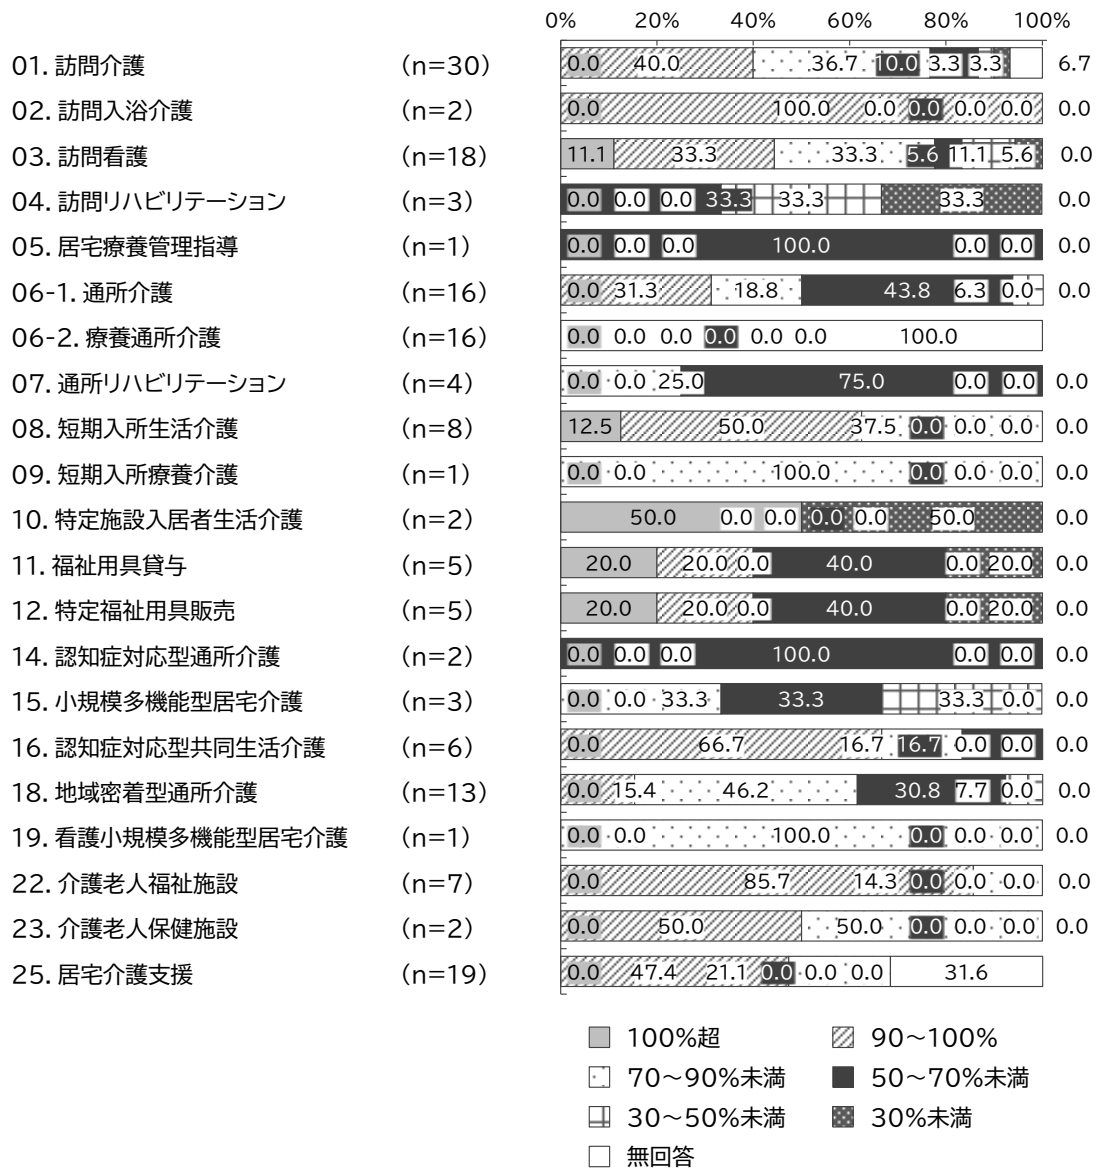 0% 20% 40% 60% 80% 100%
01. 訪問介護 (n=30) 0.0 40.0 36.7 10.0 3.3 3.3 6.7
02. 訪問入浴介護 (n=2) 0.0 100.0 0.0 0.0 0.0 0.0 0.0
03. 訪問看護 (n=18) 11.1 33.3 33.3 5.6 11.1 5.6 0.0
04. 訪問リハビリテーション (n=3) 0.0 0.0 0.0 33.3 33.3 33.3 0.0
05. 居宅療養管理指導 (n=1) 0.0 0.0 0.0 100.0 0.0 0.0 0.0
06-1. 通所介護 (n=16) 0.0 31.3 18.8 43.8 6.3 0.0 0.0
06-2. 療養通所介護 (n=16) 0.0 0.0 0.0 0.0 0.0 0.0 100.0
07. 通所リハビリテーション (n=4) 0.0 0.0 25.0 75.0 0.0 0.0 0.0
08. 短期入所生活介護 (n=8) 12.5 50.0 37.5 0.0 0.0 0.0 0.0
09. 短期入所療養介護 (n=1) 0.0 0.0 100.0 0.0 0.0 0.0 0.0
10. 特定施設入居者生活介護 (n=2) 50.0 0.0 0.0 0.0 0.0 50.0 0.0
11. 福祉用具貸与 (n=5) 20.0 20.0 0.0 40.0 0.0 20.0 0.0
12. 特定福祉用具販売 (n=5) 20.0 20.0 0.0 40.0 0.0 20.0 0.0
14. 認知症対応型通所介護 (n=2) 0.0 0.0 0.0 100.0 0.0 0.0 0.0
15. 小規模多機能型居宅介護 (n=3) 0.0 0.0 33.3 33.3 33.3 0.0 0.0
16. 認知症対応型共同生活介護 (n=6) 0.0 66.7 16.7 16.7 0.0 0.0 0.0
18. 地域密着型通所介護 (n=13) 0.0 15.4 46.2 30.8 7.7 0.0 0.0
19. 看護小規模多機能型居宅介護 (n=1) 0.0 0.0 100.0 0.0 0.0 0.0 0.0
22. 介護老人福祉施設 (n=7) 0.0 85.7 14.3 0.0 0.0 0.0 0.0
23. 介護老人保健施設 (n=2) 0.0 50.0 50.0 0.0 0.0 0.0 0.0
25. 居宅介護支援 (n=19) 0.0 47.4 21.1 0.0 0.0 0.0 31.6
100%超 90～100%
70～90%未満 50～70%未満
30～50%未満 30%未満
無回答